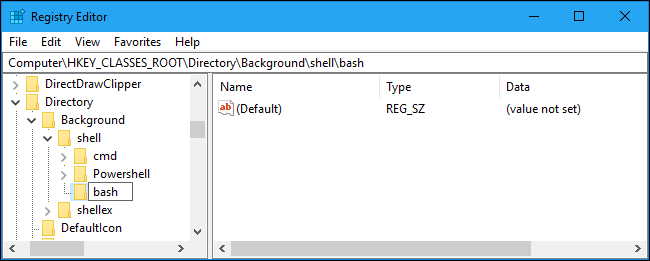 Registry Editor
File Edit View Favorites Help
Computer\HKEY_CLASSES_ROOT\Directory\Background\shell\bash
DirectDrawClipper
Directory
Background
shell
cmd
Powershell
bash
shellex
DefaultIcon
Name Type Data
ab (Default) REG_SZ (value not set)